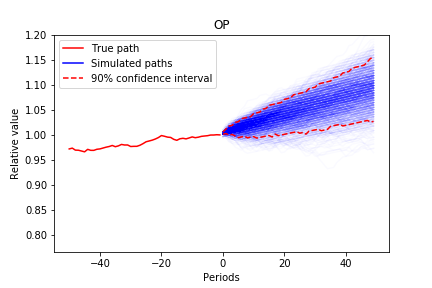 OP
True path
Simulated paths
90% confidence interval
1.20
1.15
1.10
1.05
1.00
0.95
0.90
0.85
0.80
Relative value
−40
−20
0
20
40
Periods